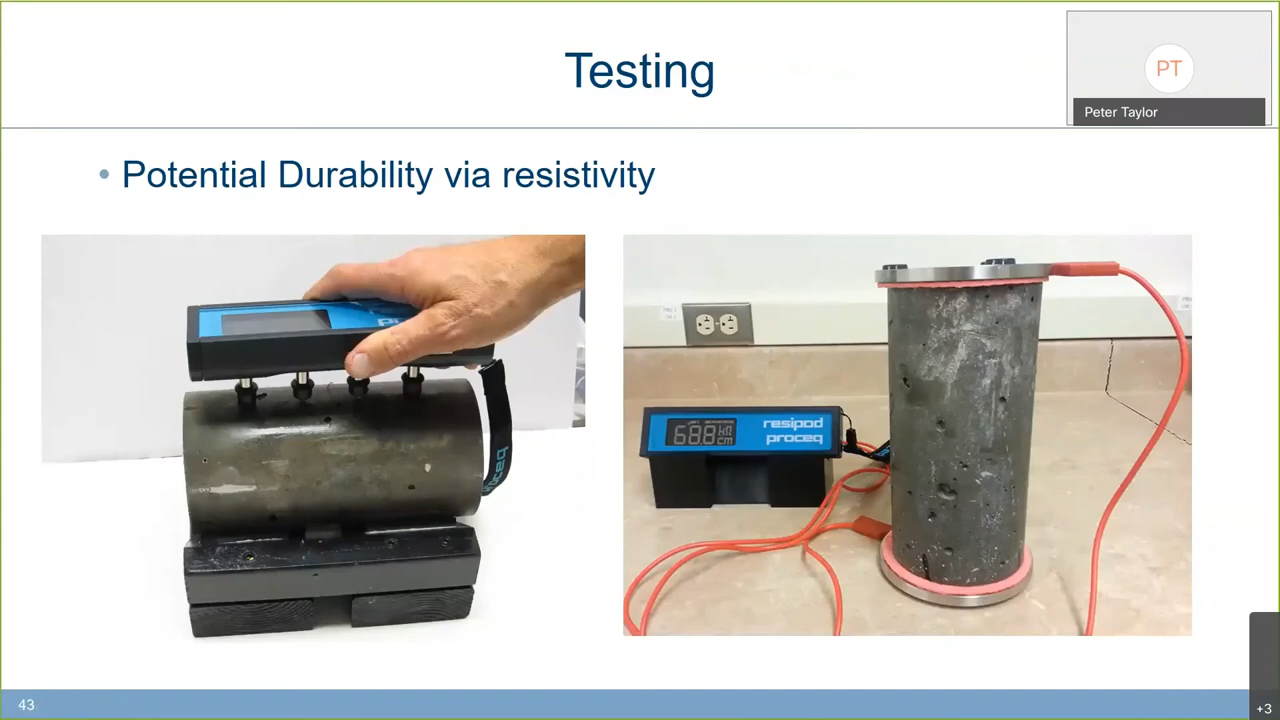 Testing
PT
Peter Taylor
• Potential Durability via resistivity
proceq
68.8 kΩ
cm
resipod
proceq
43
+3